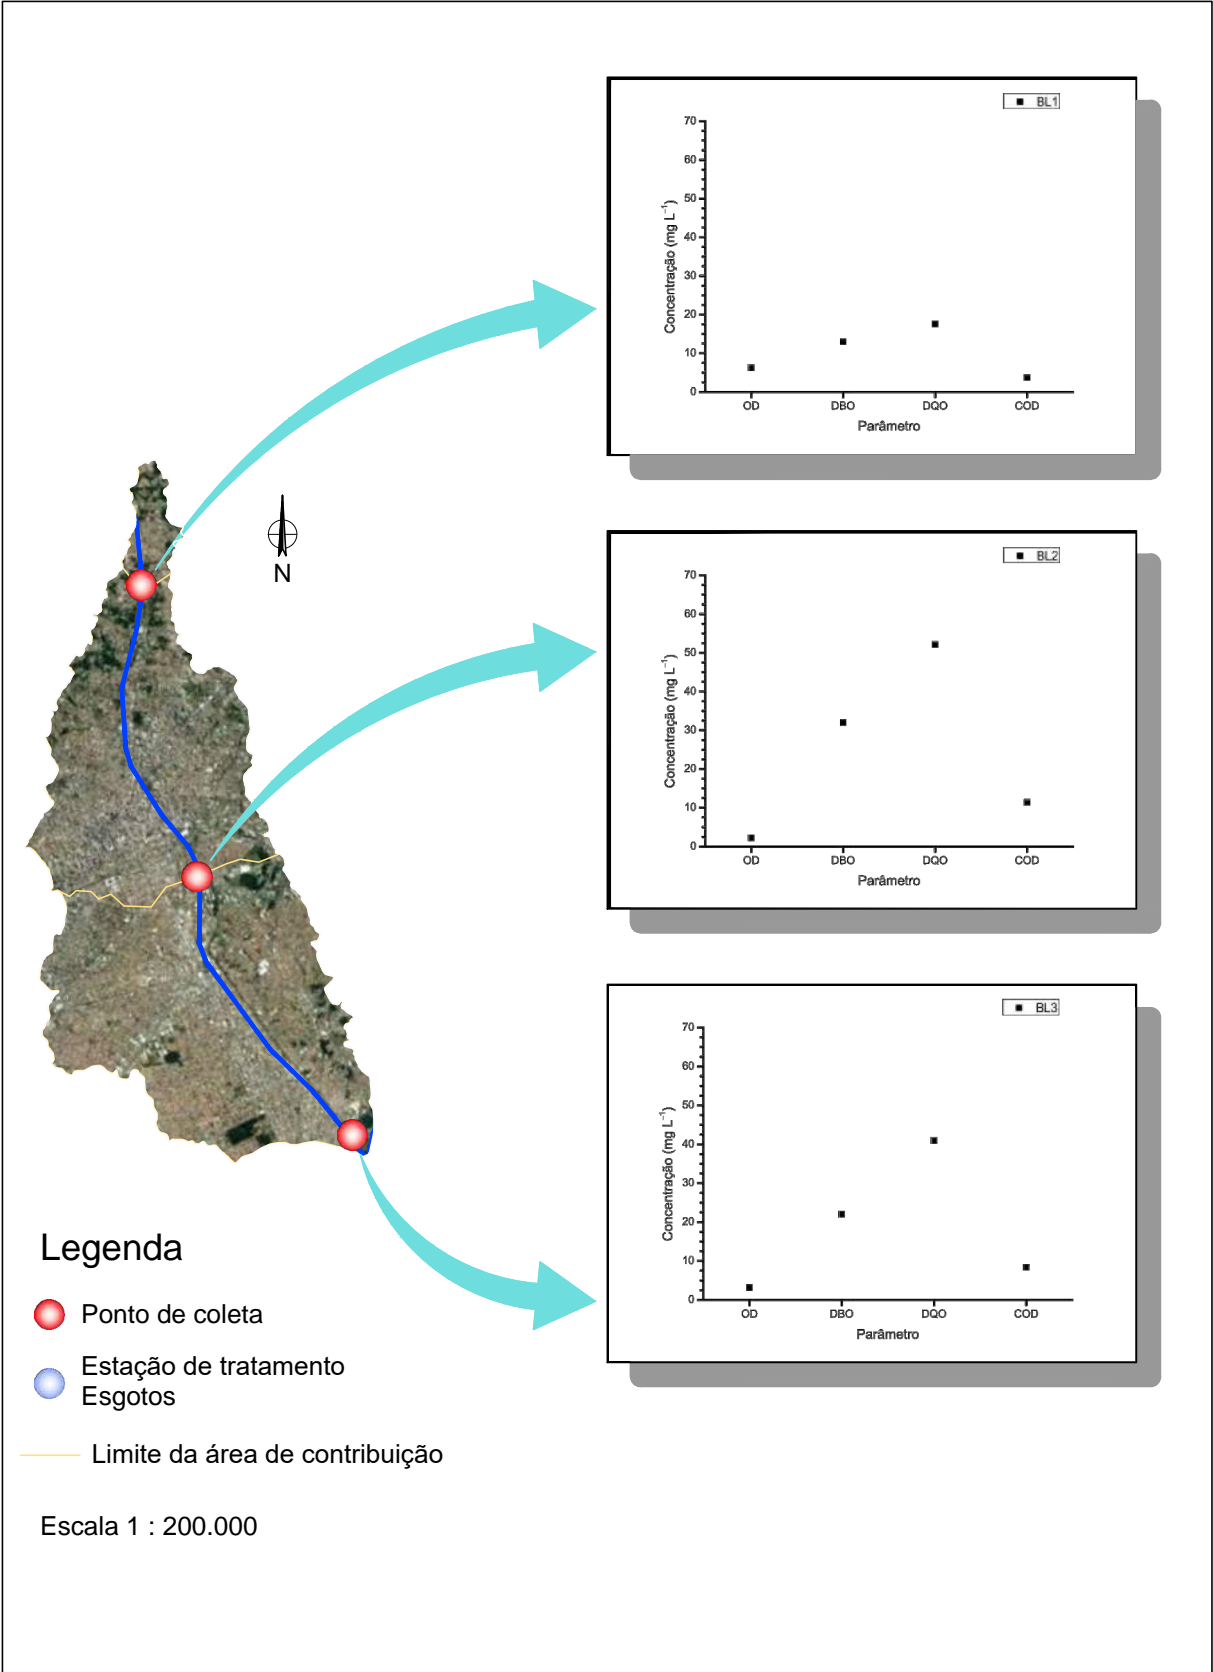 BL1
70
60
50
40
30
20
10
0
Concentração (mg L⁻¹)
OD DBO DQO COD
Parâmetro
N
BL2
70
60
50
40
30
20
10
0
Concentração (mg L⁻¹)
OD DBO DQO COD
Parâmetro
BL3
70
60
50
40
30
20
10
0
Concentração (mg L⁻¹)
OD DBO DQO COD
Parâmetro
Legenda
Ponto de coleta
Estação de tratamento
Esgotos
Limite da área de contribuição
Escala 1 : 200.000